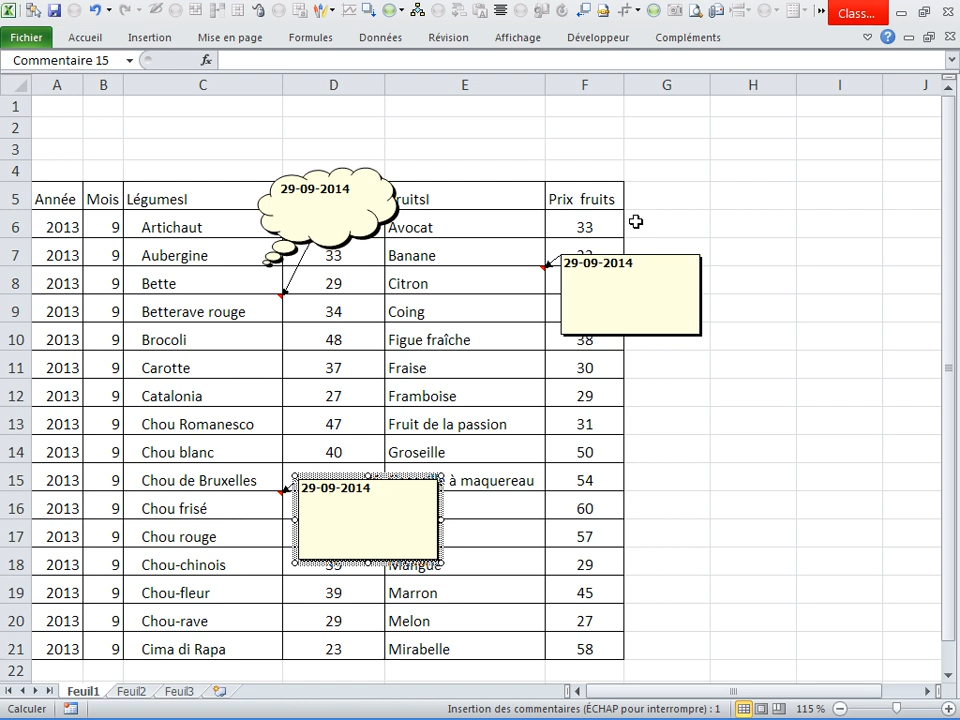 Class...
Fichier Accueil Insertion Mise en page Formules Données Révision Affichage Développeur Compléments
Commentaire 15 fx
A B C D E F G H I J
1
2
3
4
5 Année Mois Légumesl 29-09-2014 ruitsl Prix fruits
6 2013 9 Artichaut Avocat 33
7 2013 9 Aubergine 33 Banane
8 2013 9 Bette 29 Citron 29-09-2014
9 2013 9 Betterave rouge 34 Coing
10 2013 9 Brocoli 48 Figue fraîche 38
11 2013 9 Carotte 37 Fraise 30
12 2013 9 Catalonia 27 Framboise 29
13 2013 9 Chou Romanesco 47 Fruit de la passion 31
14 2013 9 Chou blanc 40 Groseille 50
15 2013 9 Chou de Bruxelles à maquereau 54
16 2013 9 Chou frisé 29-09-2014 60
17 2013 9 Chou rouge 57
18 2013 9 Chou-chinois Mangue 29
19 2013 9 Chou-fleur 39 Marron 45
20 2013 9 Chou-rave 29 Melon 27
21 2013 9 Cima di Rapa 23 Mirabelle 58
22
Feuil1 Feuil2 Feuil3
Calculer Insertion des commentaires (ÉCHAP pour interrompre) : 1 115 %